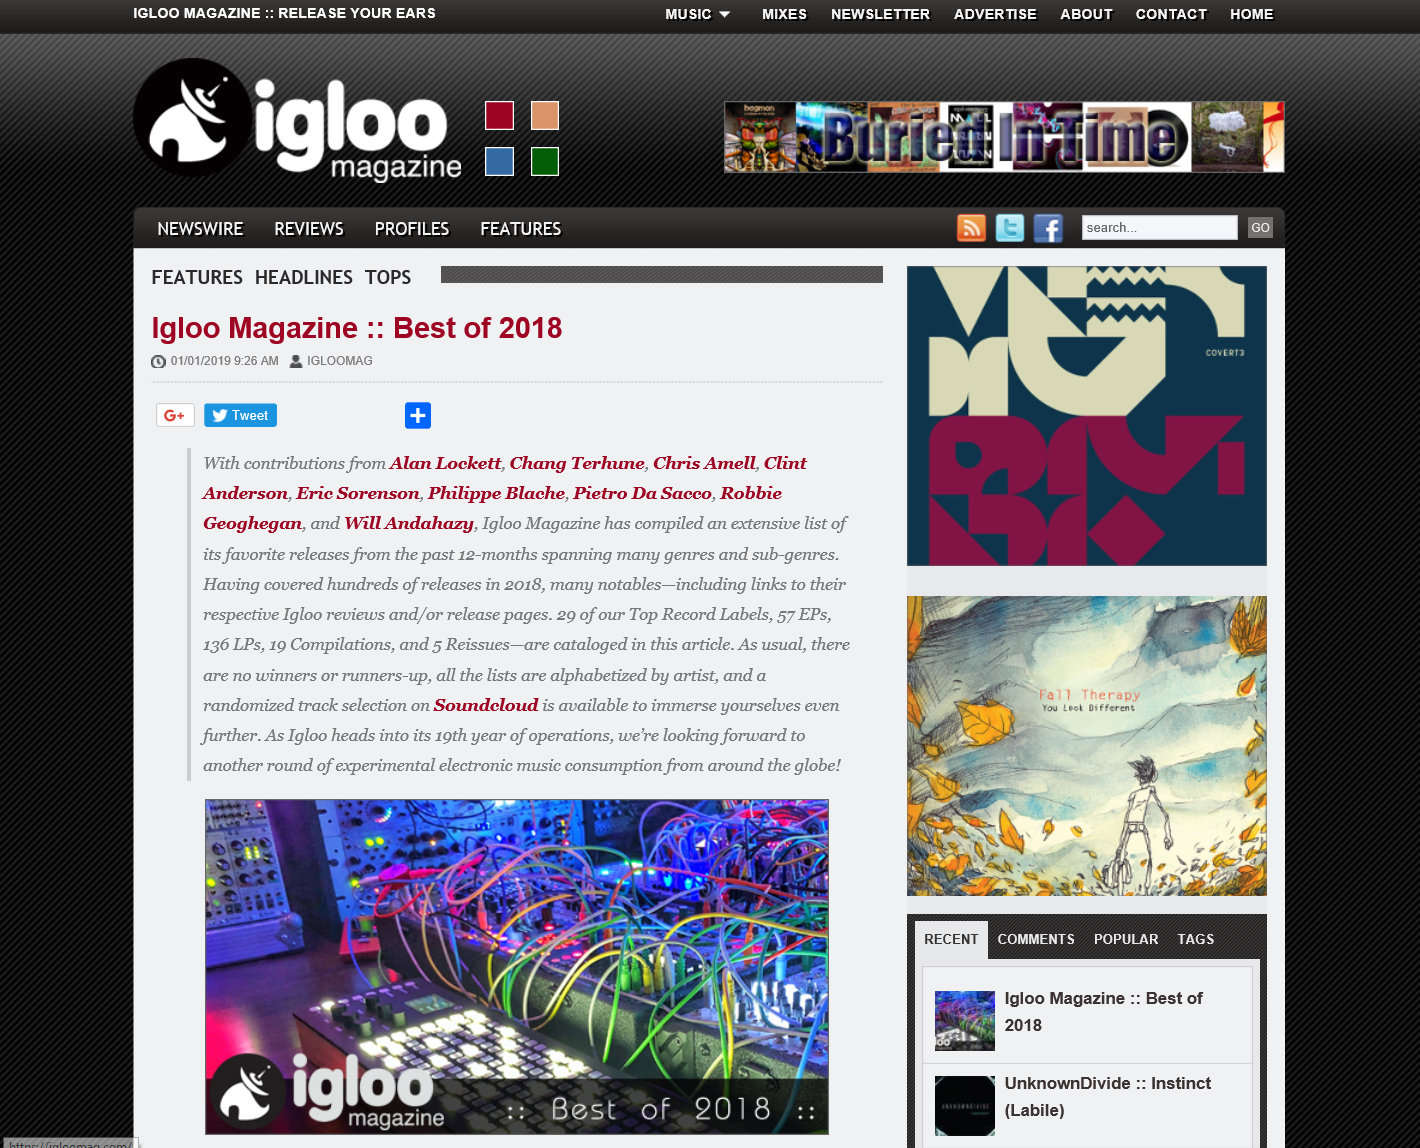 IGLOO MAGAZINE :: RELEASE YOUR EARS
MUSIC MIXES NEWSLETTER ADVERTISE ABOUT CONTACT HOME
igloo
magazine
Buried In Time
NEWSWIRE REVIEWS PROFILES FEATURES
search...
GO
FEATURES HEADLINES TOPS
Igloo Magazine :: Best of 2018
01/01/2019 9:26 AM IGLOOMAG
G+
Tweet
With contributions from Alan Lockett, Chang Terhune, Chris Amell, Clint
Anderson, Eric Sorenson, Philippe Blache, Pietro Da Sacco, Robbie
Geoghegan, and Will Andahazy, Igloo Magazine has compiled an extensive list of
its favorite releases from the past 12-months spanning many genres and sub-genres.
Having covered hundreds of releases in 2018, many notables—including links to their
respective Igloo reviews and/or release pages. 29 of our Top Record Labels, 57 EPs,
136 LPs, 19 Compilations, and 5 Reissues—are cataloged in this article. As usual, there
are no winners or runners-up, all the lists are alphabetized by artist, and a
randomized track selection on Soundcloud is available to immerse yourselves even
further. As Igloo heads into its 19th year of operations, we're looking forward to
another round of experimental electronic music consumption from around the globe!
igloo
magazine
:: Best of 2018 ::
COVERT3
Fall Therapy
You Look Different
RECENT COMMENTS POPULAR TAGS
Igloo Magazine :: Best of
2018
UnknownDivide :: Instinct
(Labile)
https://igloomag.com/